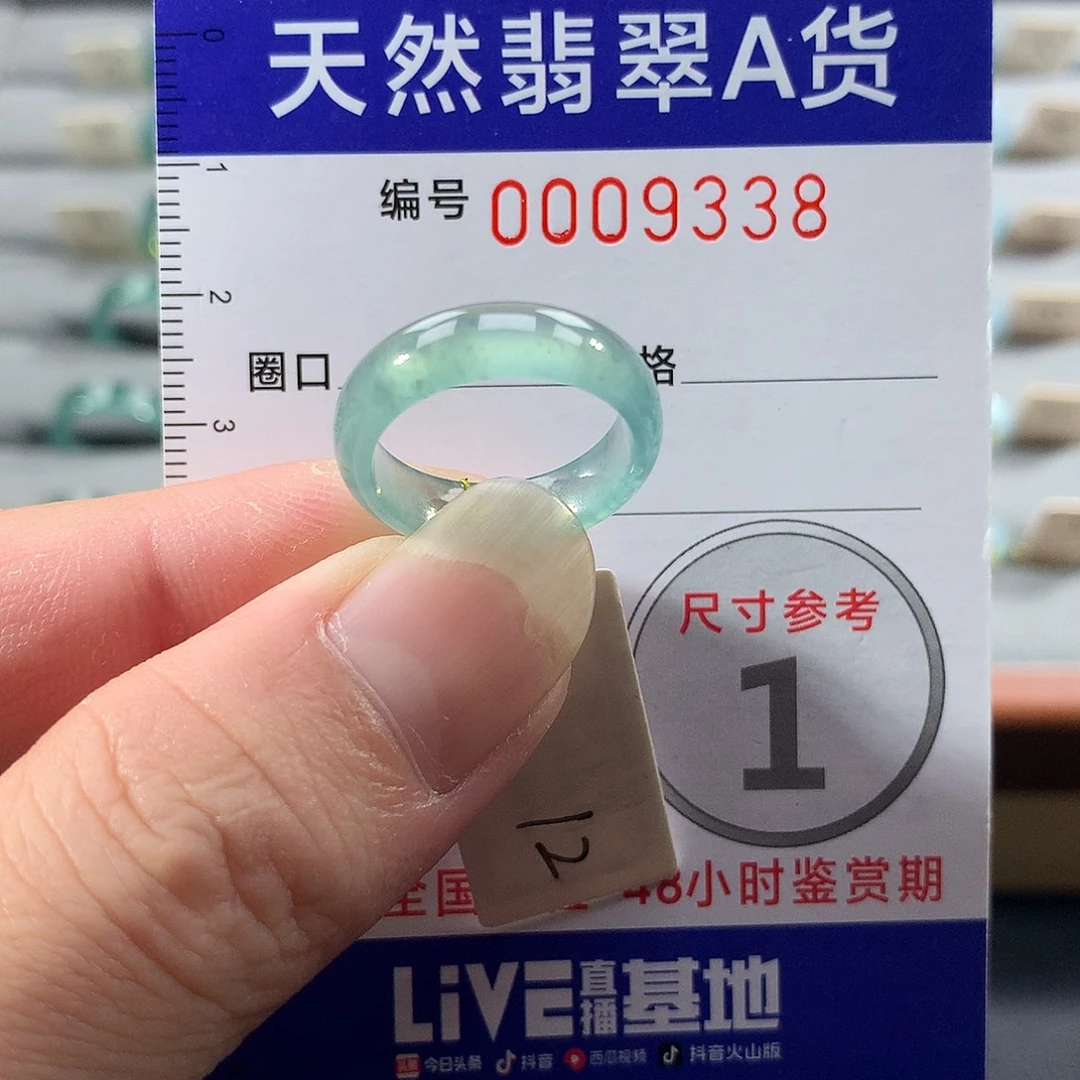 天然翡翠A货
0
1
编号 0009338
2
圈口 格
3
尺寸参考
1
12
全国 48小时鉴赏期
LiVE直播基地
今日头条 抖音 西瓜视频 抖音火山版